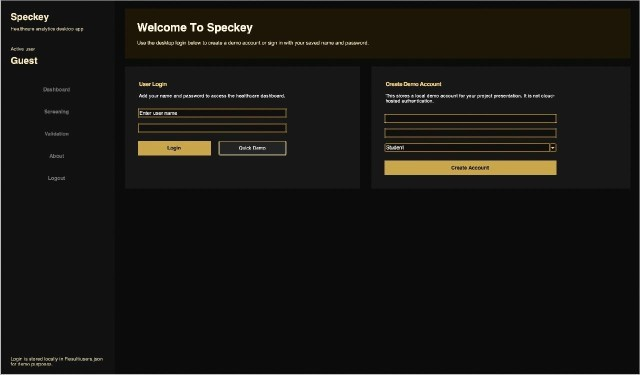 Speckey
Healthcare analytics desktop app
Active user
Guest
Dashboard
Screening
Validation
About
Logout
Login is stored locally in Results\users.json
for demo purposes.
Welcome To Speckey
Use the desktop login below to create a demo account or sign in with your saved name and password.
User Login
Add your name and password to access the healthcare dashboard.
Enter user name
Login
Quick Demo
Create Demo Account
This stores a local demo account for your project presentation. It is not cloud-
hosted authentication.
Student
Create Account